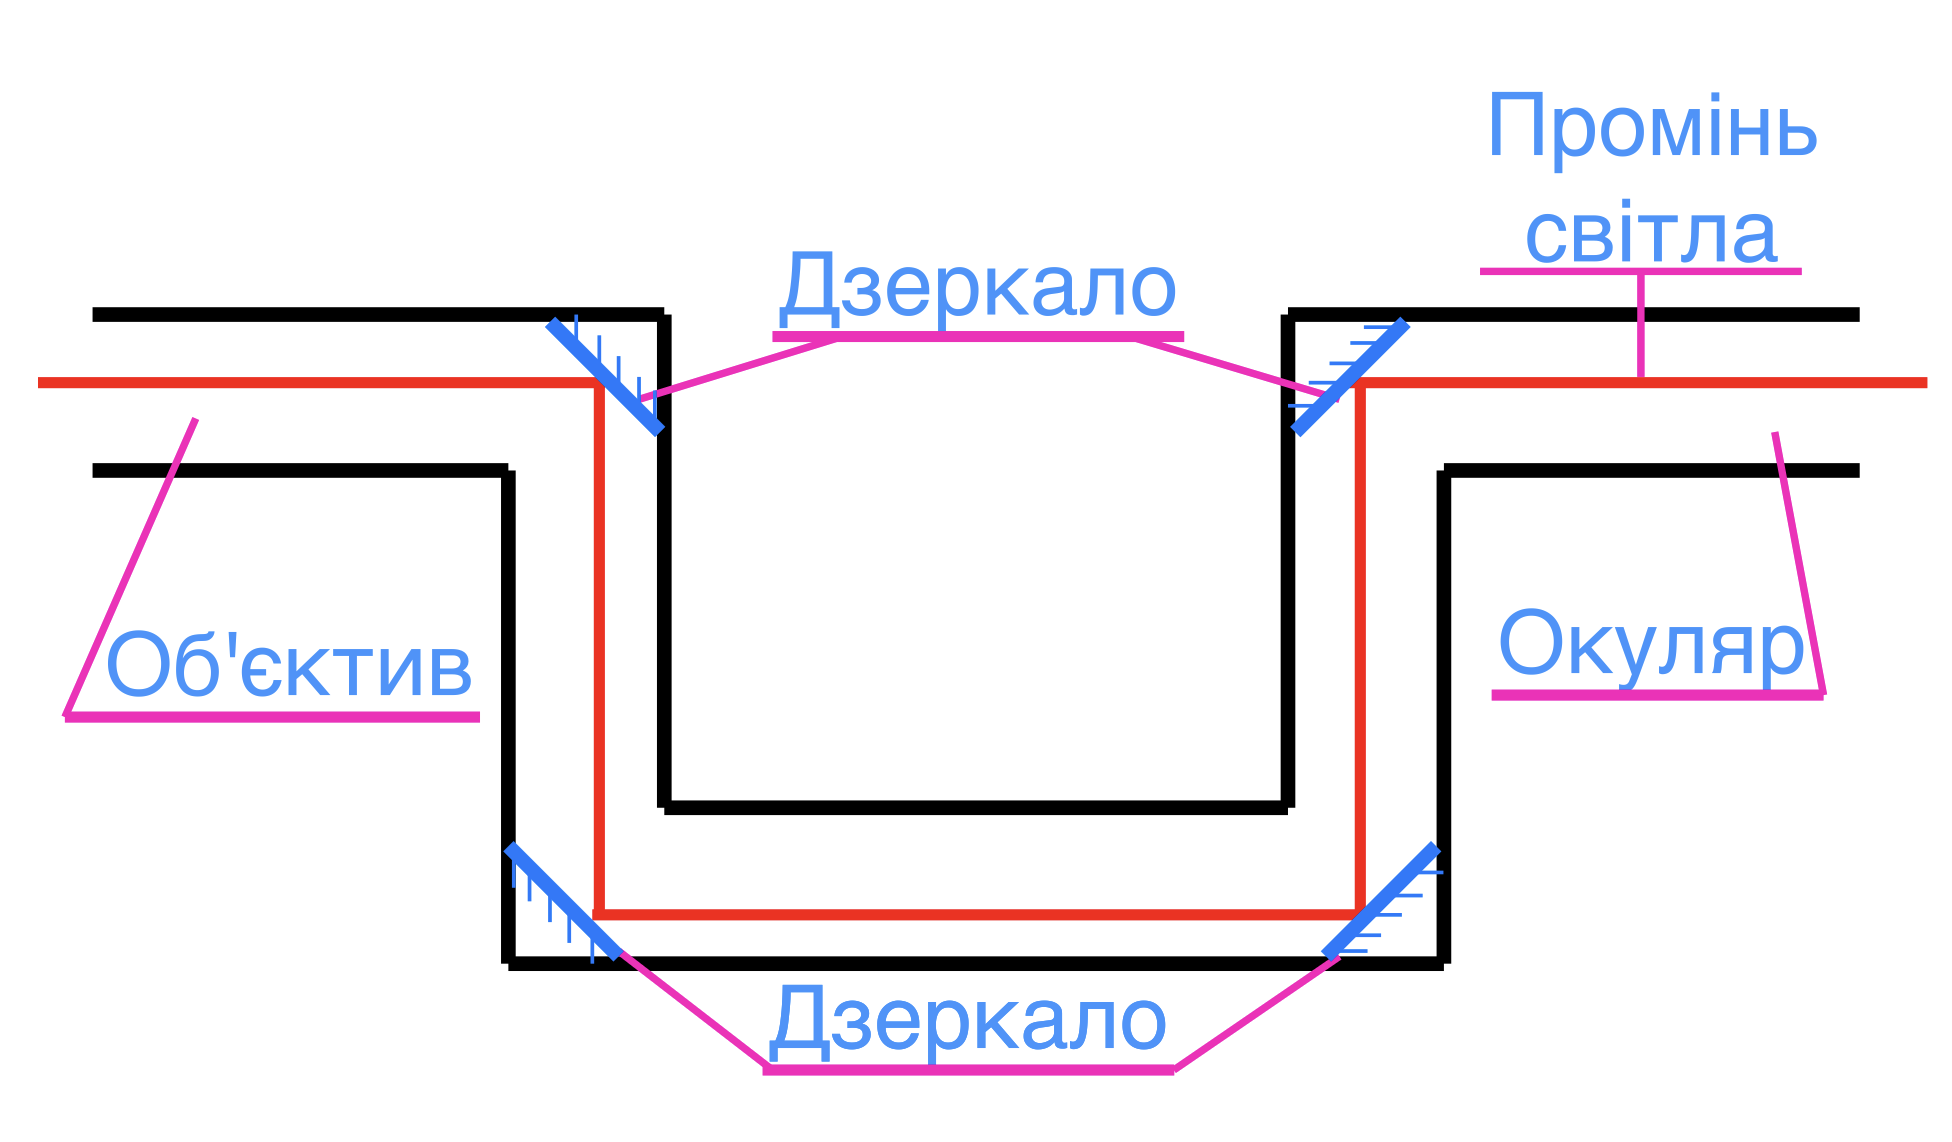 Промінь
світла
Дзеркало
Об'єктив
Окуляр
Дзеркало